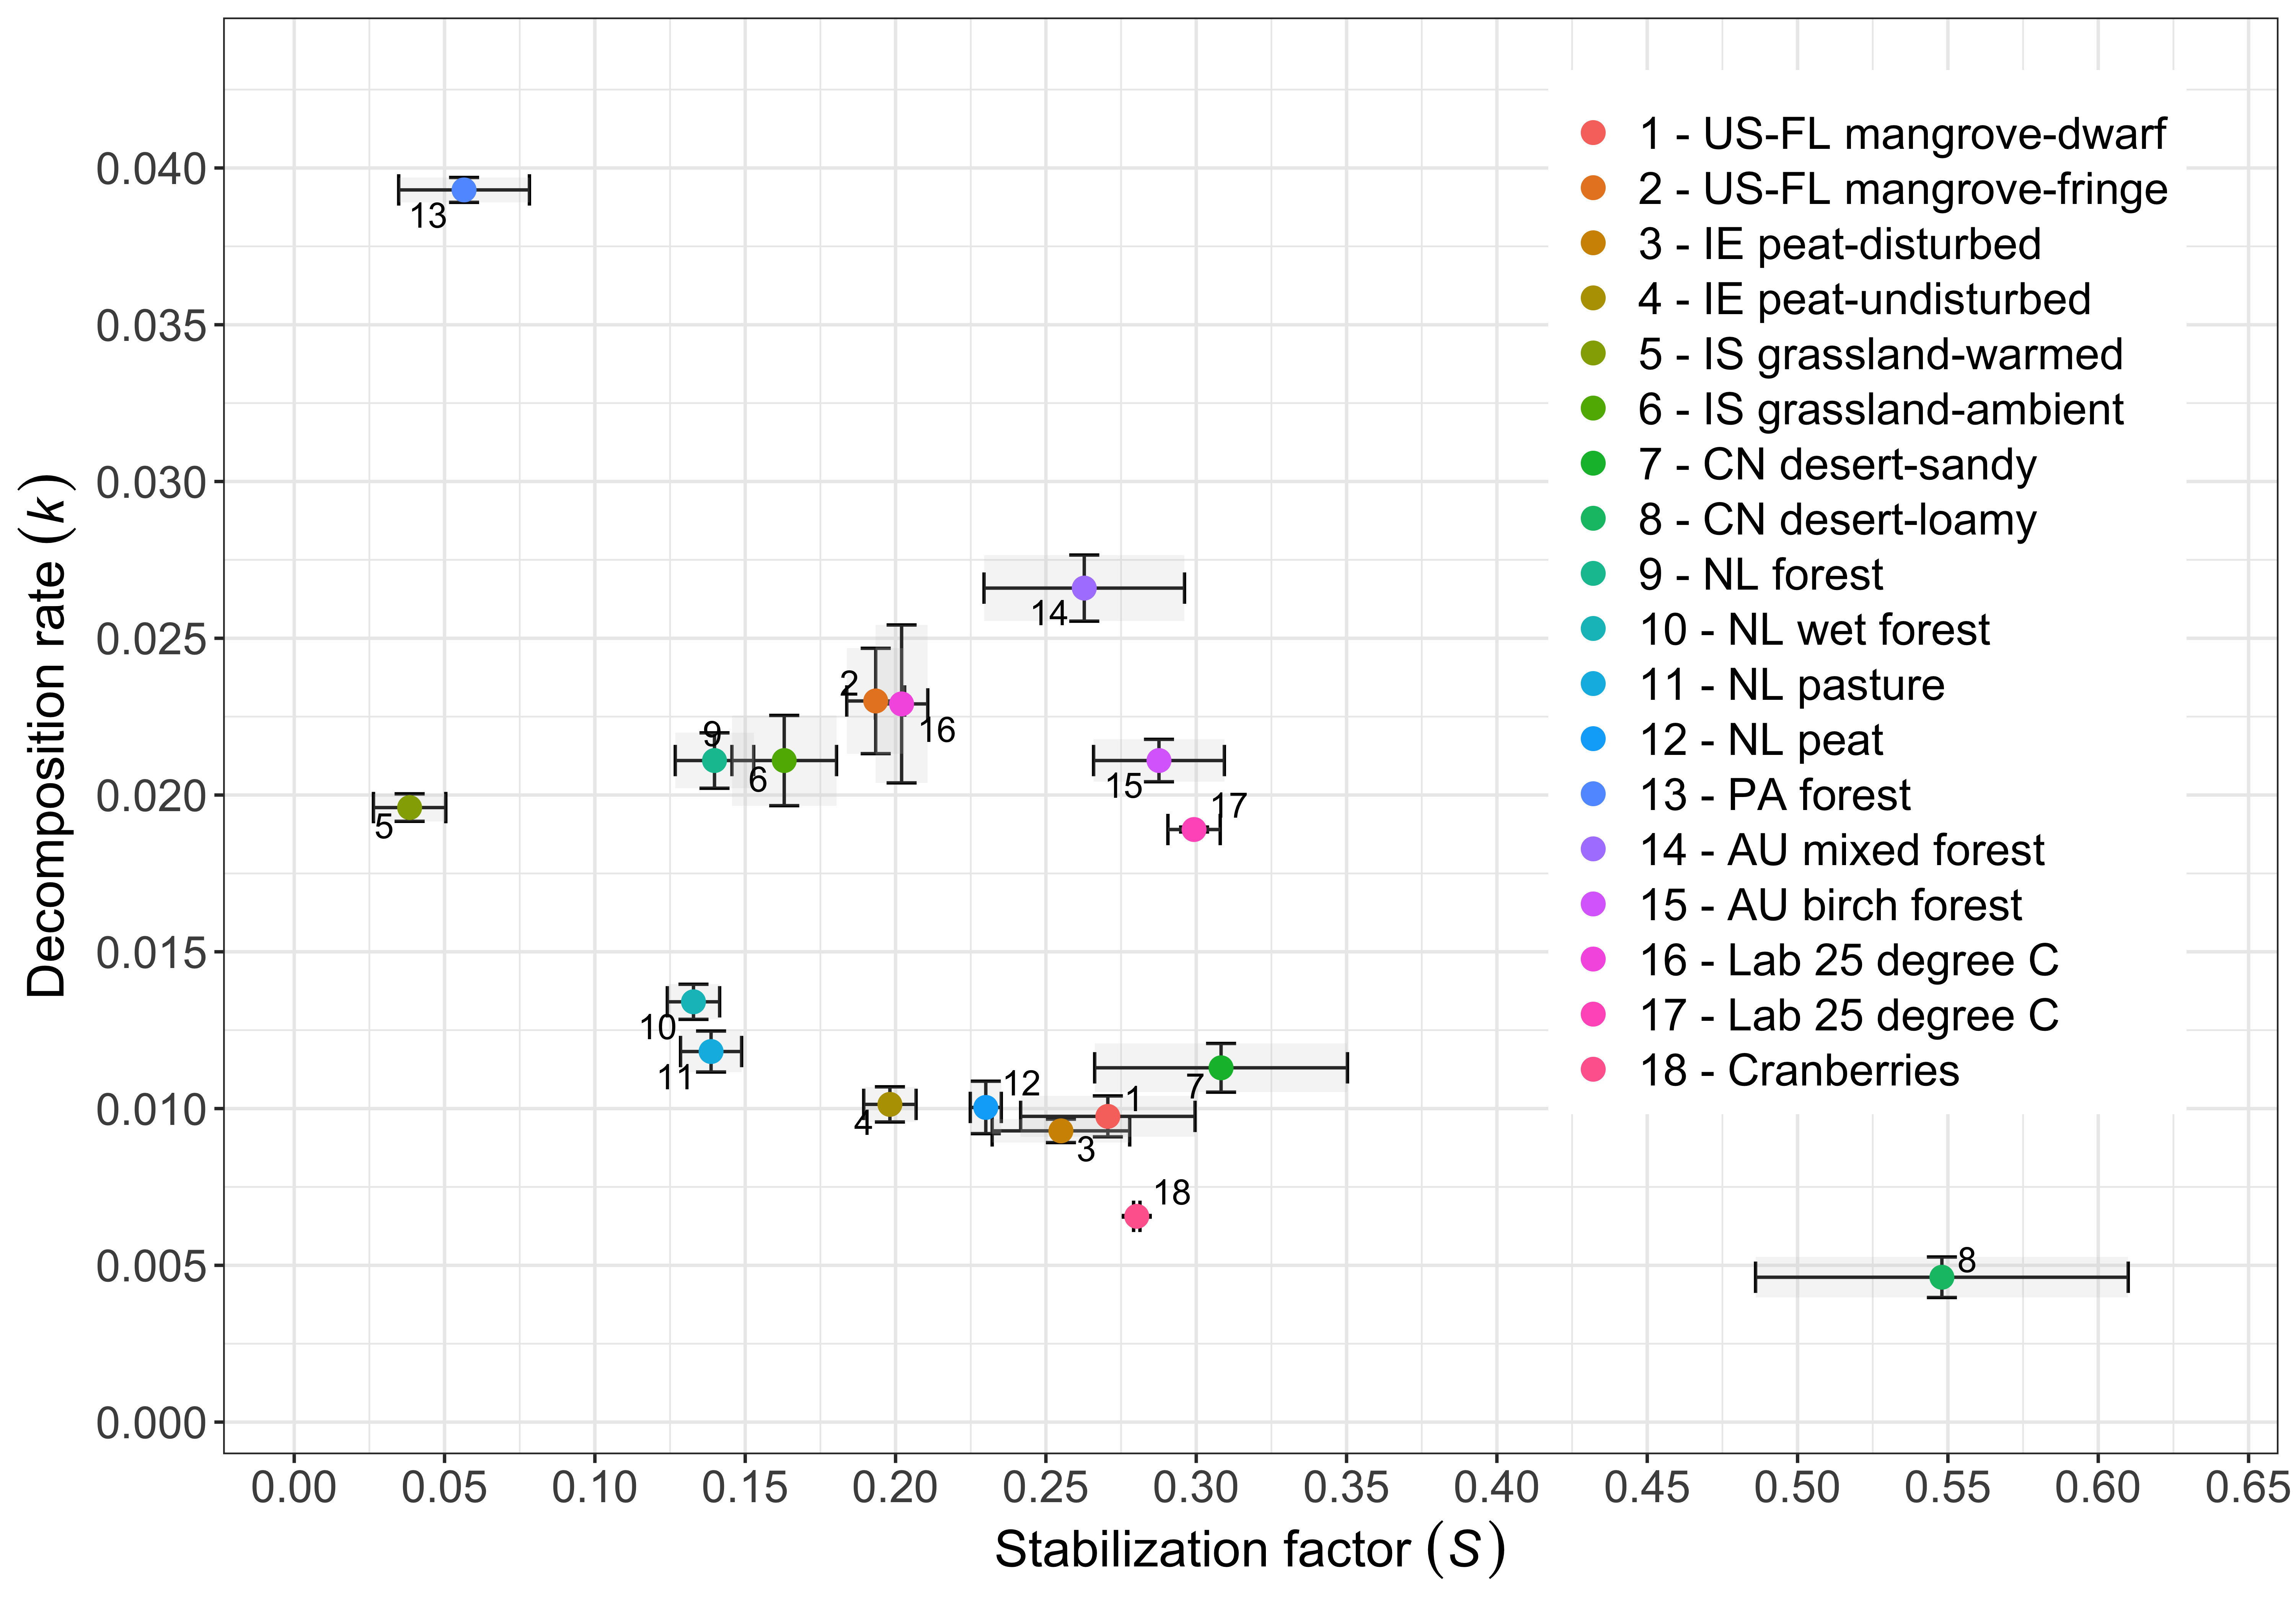 1 - US-FL mangrove-dwarf
2 - US-FL mangrove-fringe
3 - IE peat-disturbed
4 - IE peat-undisturbed
5 - IS grassland-warmed
6 - IS grassland-ambient
7 - CN desert-sandy
8 - CN desert-loamy
9 - NL forest
10 - NL wet forest
11 - NL pasture
12 - NL peat
13 - PA forest
14 - AU mixed forest
15 - AU birch forest
16 - Lab 25 degree C
17 - Lab 25 degree C
18 - Cranberries
Decomposition rate (k)
0.040
0.035
0.030
0.025
0.020
0.015
0.010
0.005
0.000
13
14
2
16
9
6
15
17
5
10
11
12
7
1
4
3
18
8
0.00 0.05 0.10 0.15 0.20 0.25 0.30 0.35 0.40 0.45 0.50 0.55 0.60 0.65
Stabilization factor (S)